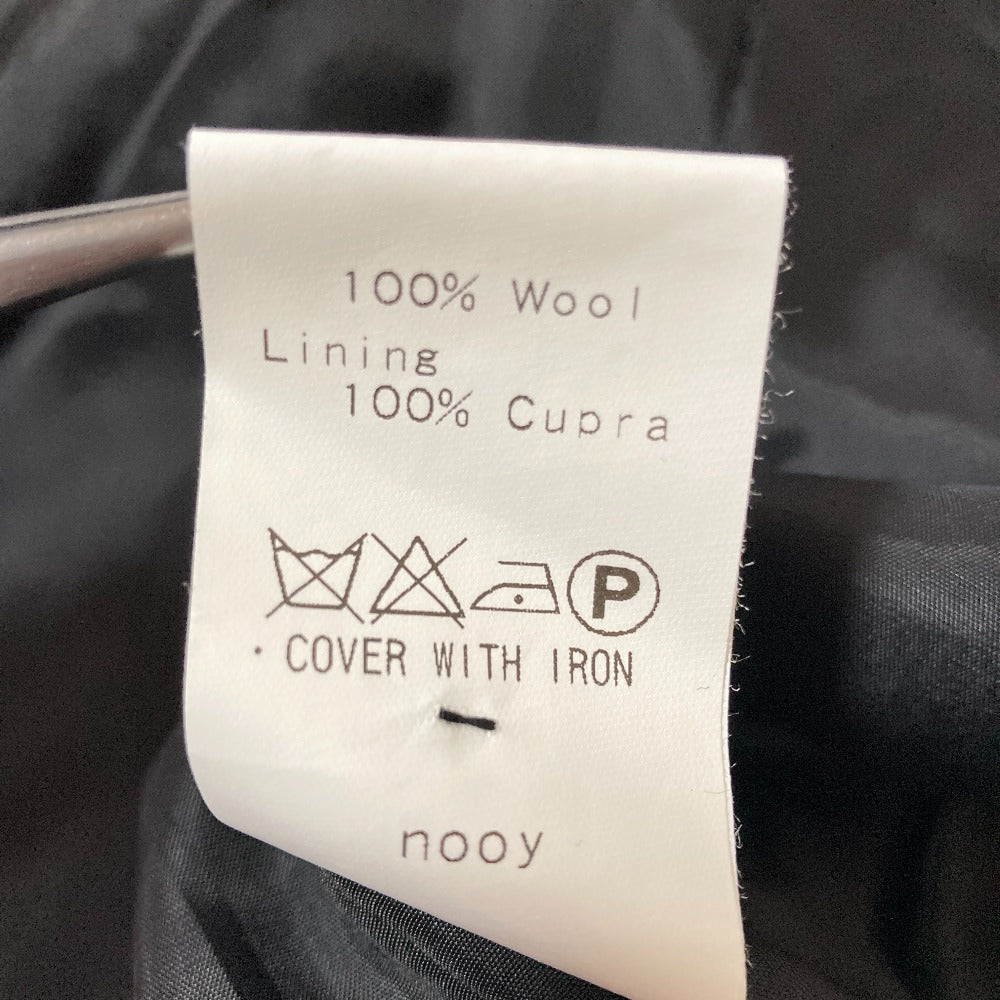 100% Wool
Lining
100% Cupra
P
· COVER WITH IRON
nooy